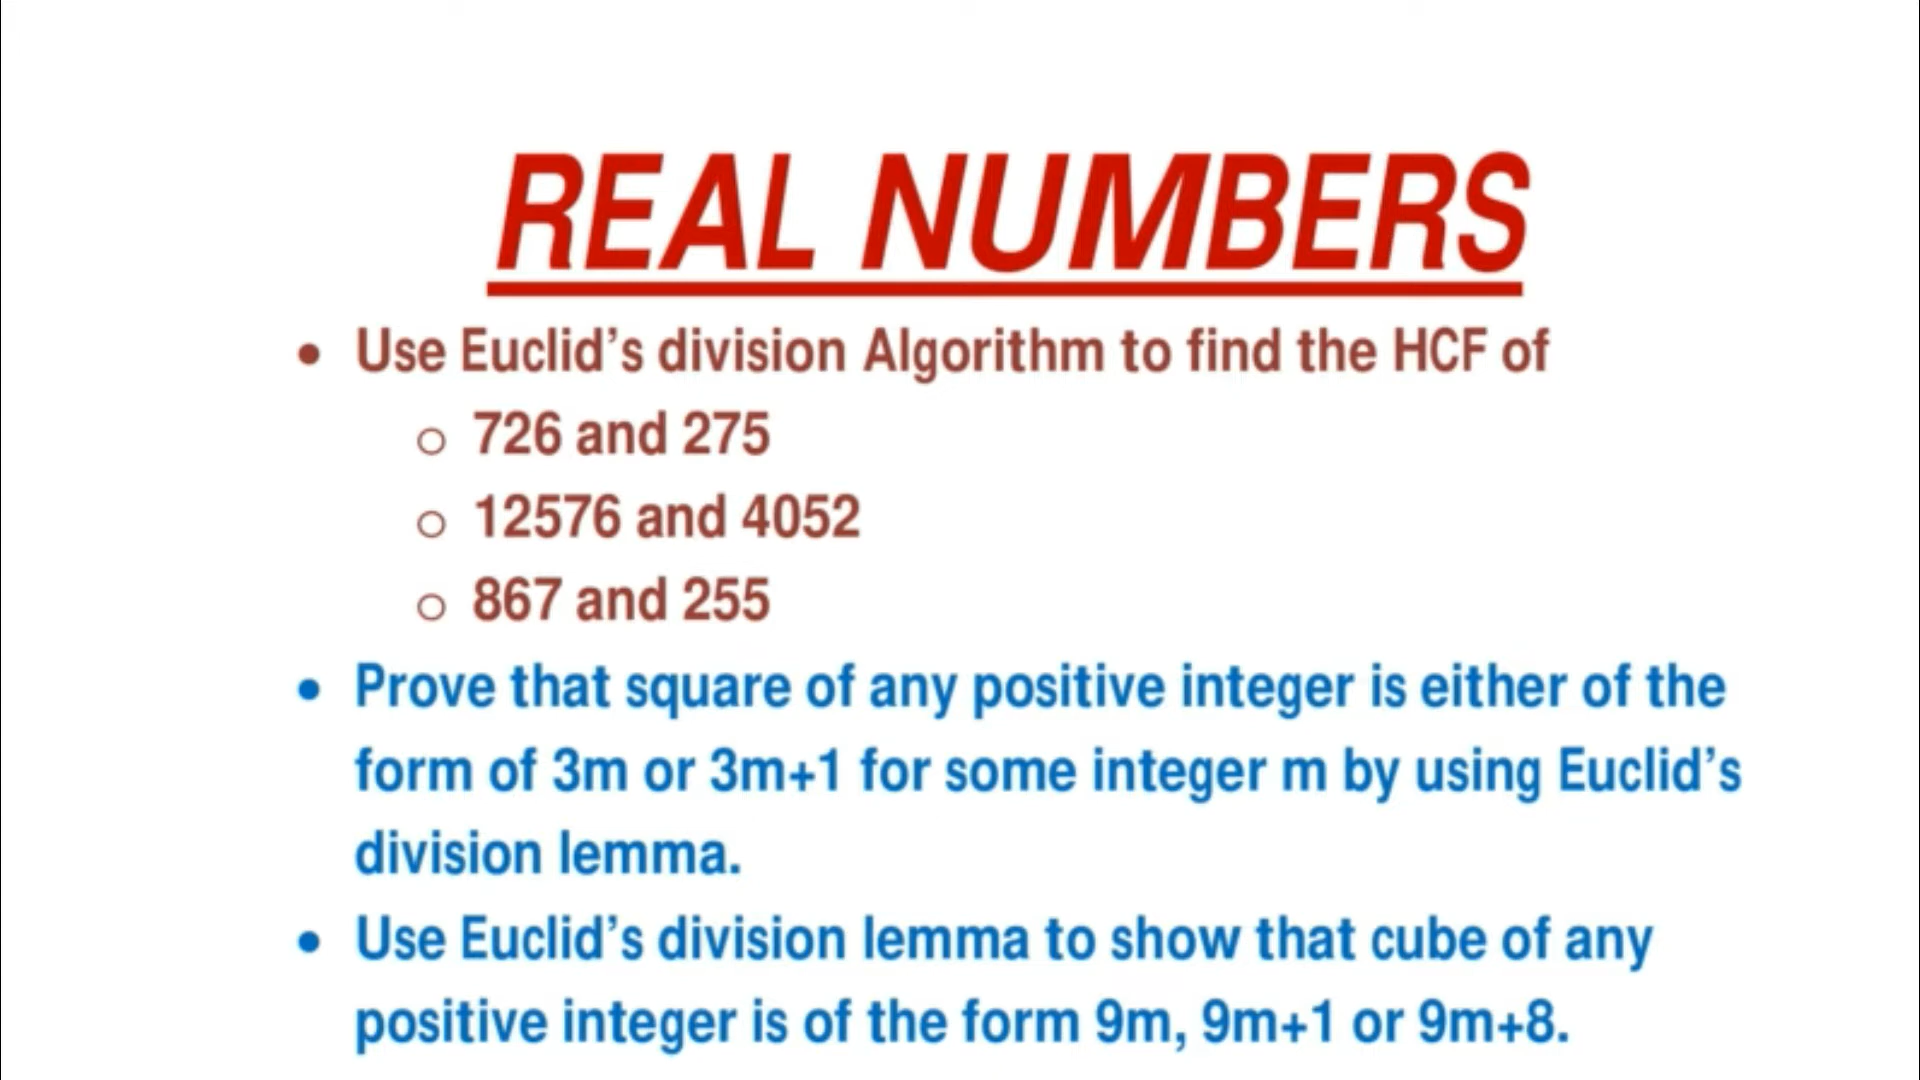 REAL NUMBERS
• Use Euclid’s division Algorithm to find the HCF of
○ 726 and 275
○ 12576 and 4052
○ 867 and 255
• Prove that square of any positive integer is either of the
form of 3m or 3m+1 for some integer m by using Euclid’s
division lemma.
• Use Euclid’s division lemma to show that cube of any
positive integer is of the form 9m, 9m+1 or 9m+8.